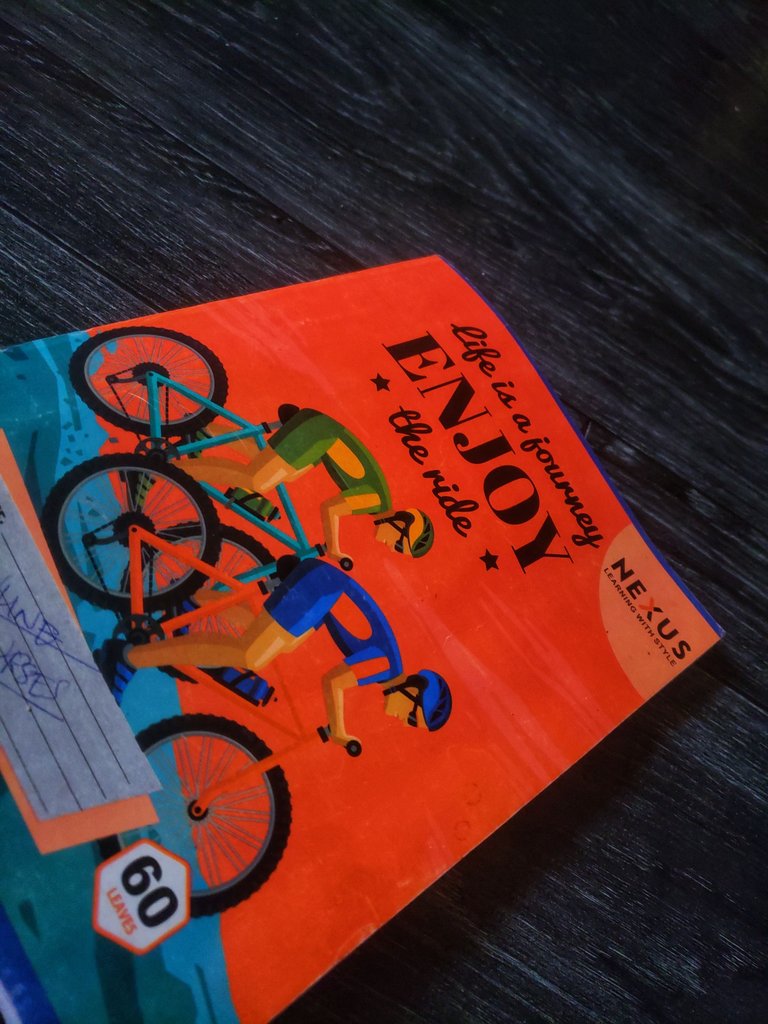 life is a journey
ENJOY
the ride
NEXUS
LEARNING WITH STYLE
60
LEAVES